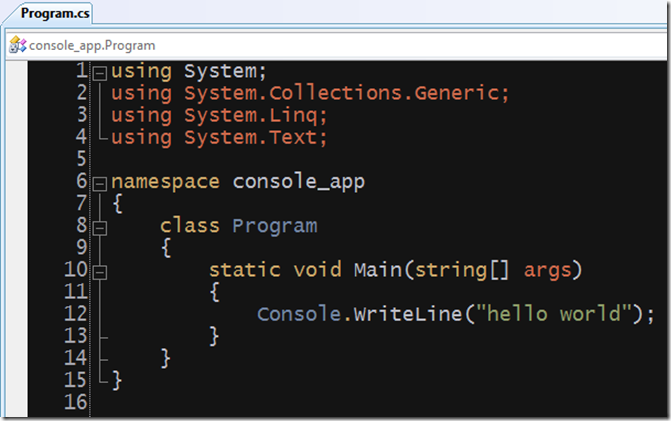 Program.cs
console_app.Program
1 using System;
2 using System.Collections.Generic;
3 using System.Linq;
4 using System.Text;
5
6 namespace console_app
7 {
8     class Program
9     {
10         static void Main(string[] args)
11         {
12             Console.WriteLine("hello world");
13         }
14     }
15 }
16